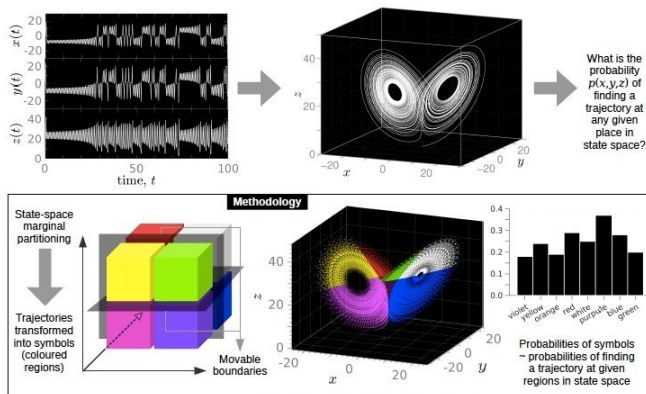 x(t)
20
0
-20
y(t)
20
0
-20
z(t)
40
20
0
0
50
100
time, t
z
40
20
0
-20
0
20
x
-20
0
20
y
What is the
probability
p(x,y,z) of
finding a
trajectory at
any given
place in
state space?
Methodology
State-space
marginal
partitioning
Trajectories
transformed
into symbols
(coloured
regions)
Movable
boundaries
z
40
20
0
-20
0
20
x
-20
0
20
y
0.4
0.3
0.2
0.1
0.0
violet
yellow
orange
red
white
purpule
blue
green
Probabilities of symbols
~ probabilities of finding
a trajectory at given
regions in state space